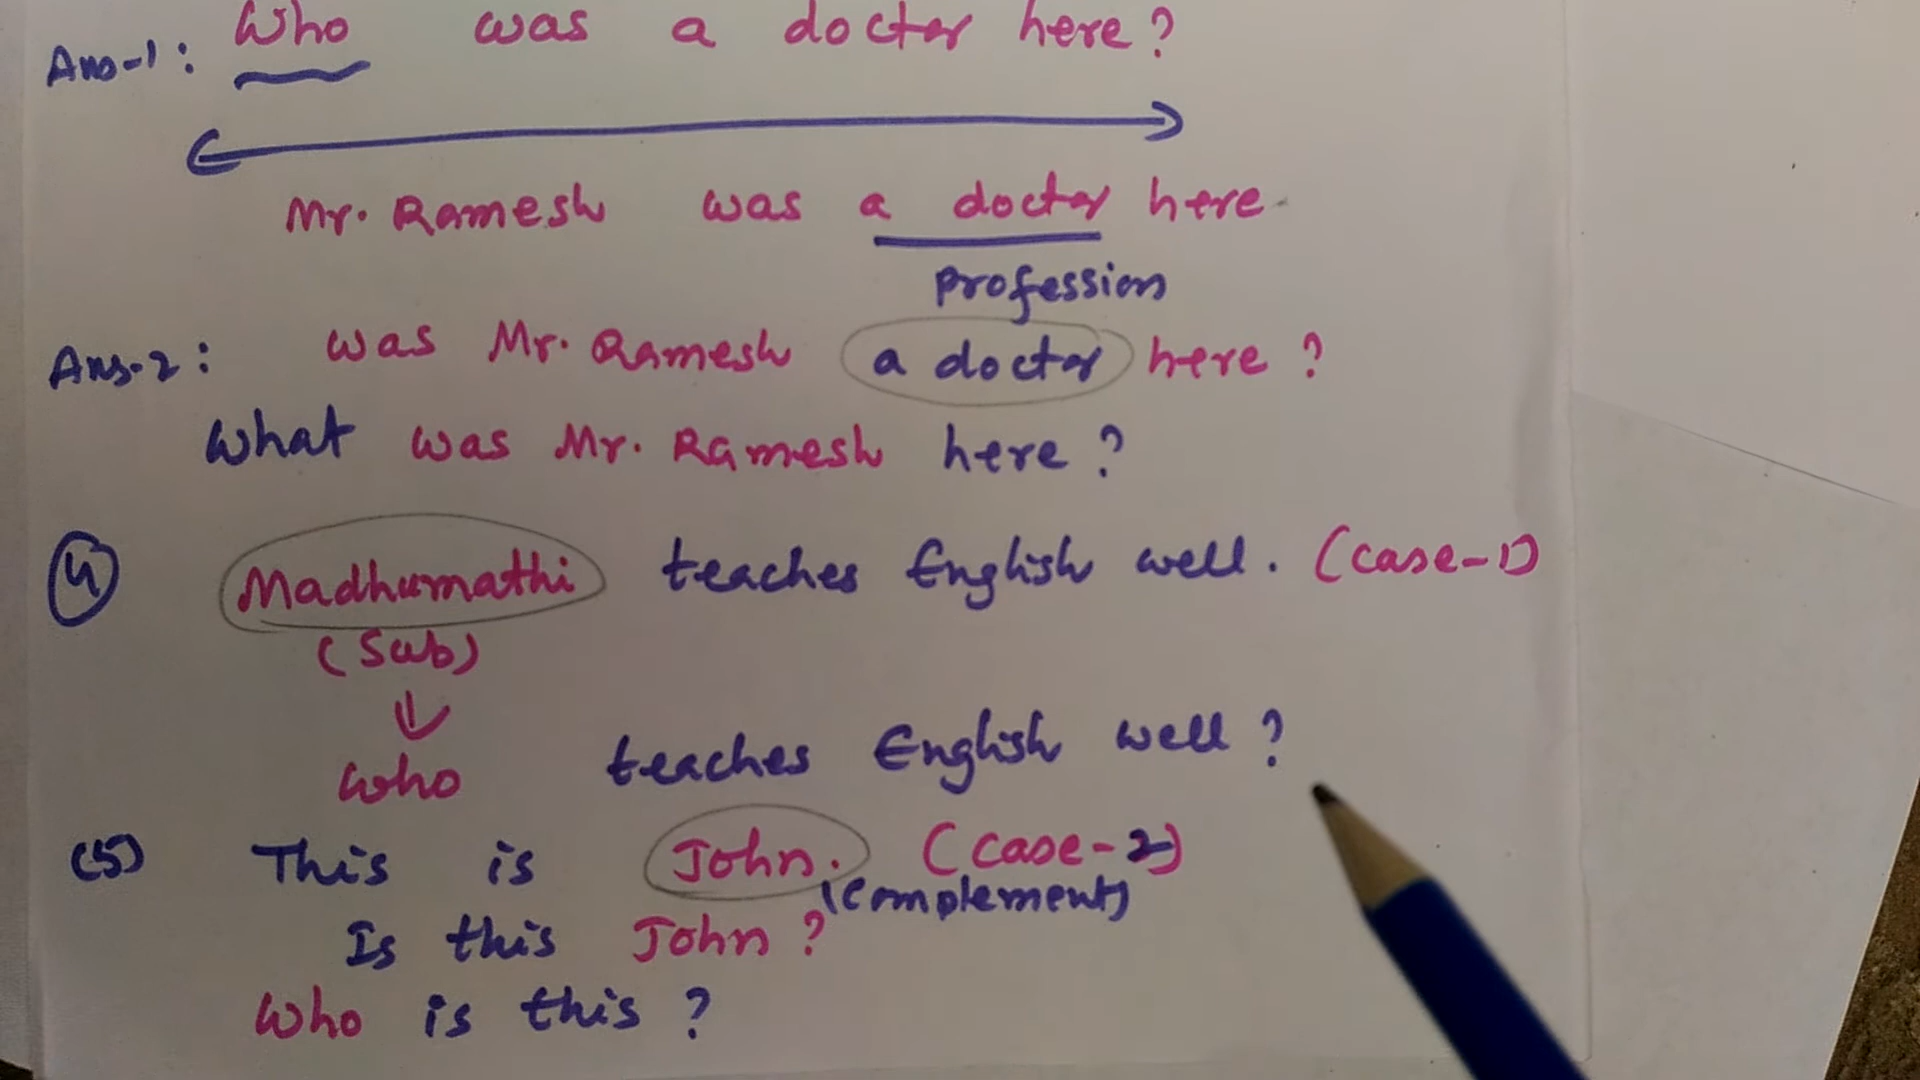 Ans-1: Who was a doctor here?
Mr. Ramesh was a doctor here.
Profession
Ans-2: was Mr. Ramesh a doctor here?
What was Mr. Ramesh here?
4 Madhumathi teaches English well. (case-1)
(Sub)
who teaches English well?
(5) This is John. (case-2)
(complement)
Is this John?
Who is this?